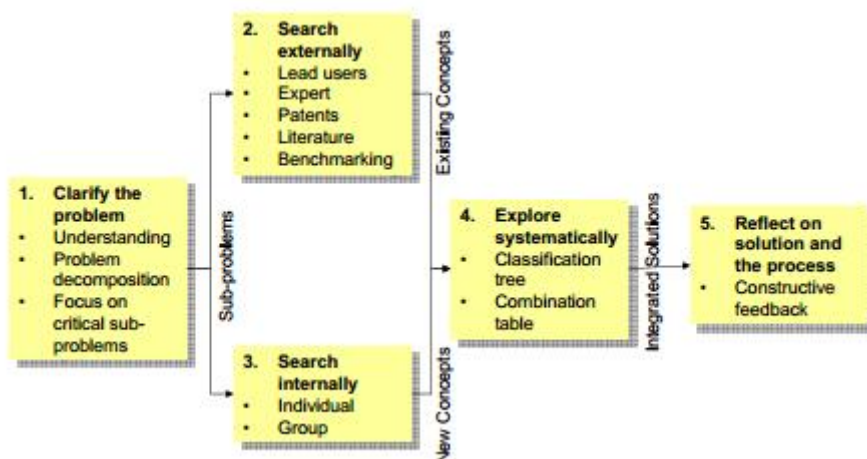 1. Clarify the
problem
• Understanding
• Problem
decomposition
• Focus on
critical sub-
problems
Sub-problems
2. Search
externally
• Lead users
• Expert
• Patents
• Literature
• Benchmarking
Existing Concepts
3. Search
internally
• Individual
• Group
New Concepts
4. Explore
systematically
• Classification
tree
• Combination
table
Integrated Solutions
5. Reflect on
solution and
the process
• Constructive
feedback